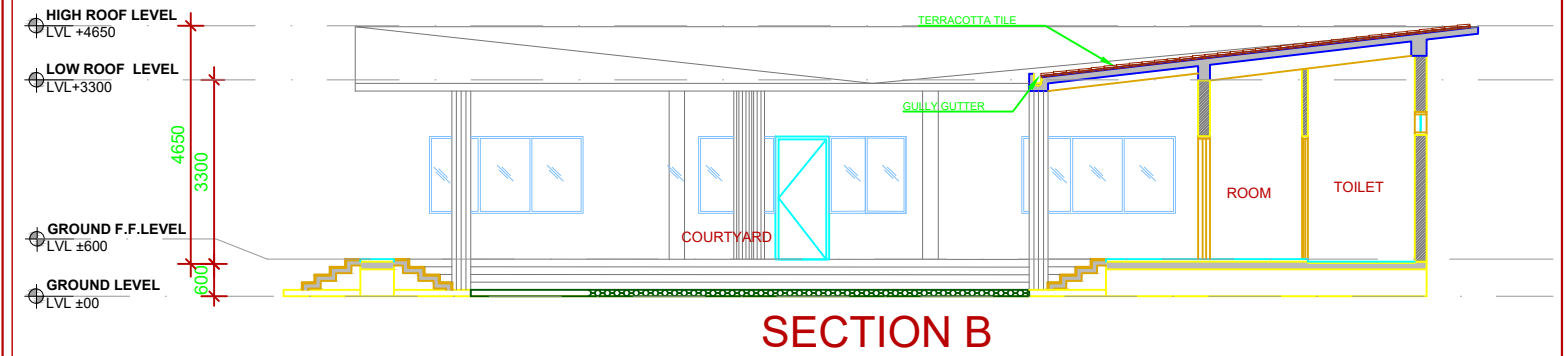 HIGH ROOF LEVEL
LVL +4650
TERRACOTTA TILE
LOW ROOF LEVEL
LVL+3300
GULLY GUTTER
4650
3300
ROOM
TOILET
GROUND F.F.LEVEL
LVL ±600
COURTYARD
600
GROUND LEVEL
LVL ±00
SECTION B